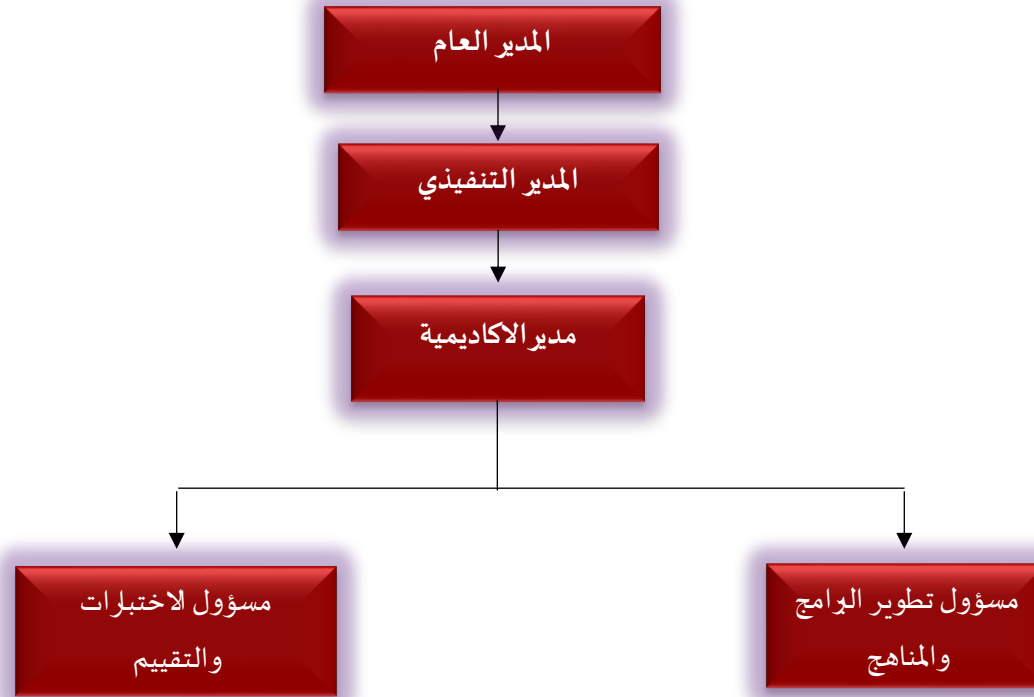 المدير العام
المدير التنفيذي
مدير الاكاديمية
مسؤول تطوير البرامج
والمناهج
مسؤول الاختبارات
والتقييم